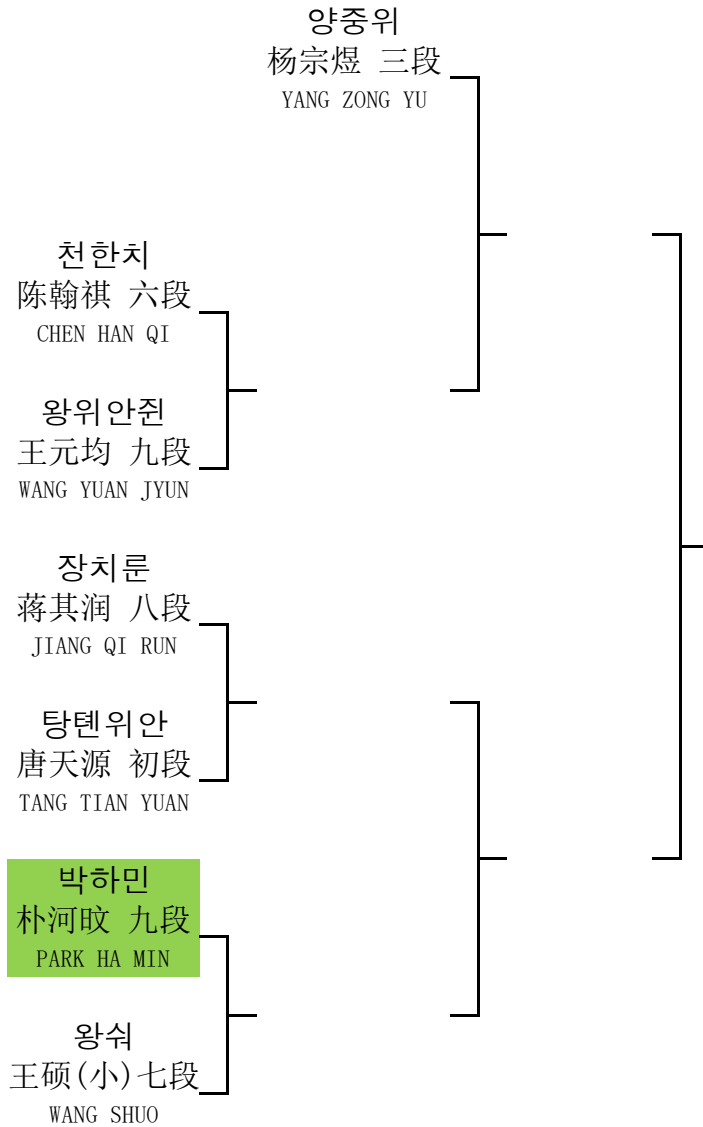 양중위
杨宗煜 三段
YANG ZONG YU
천한치
陈翰祺 六段
CHEN HAN QI
왕위안쥔
王元均 九段
WANG YUAN JYUN
장치룬
蒋其润 八段
JIANG QI RUN
탕톈위안
唐天源 初段
TANG TIAN YUAN
박하민
朴河旼 九段
PARK HA MIN
왕숴
王硕(小)七段
WANG SHUO